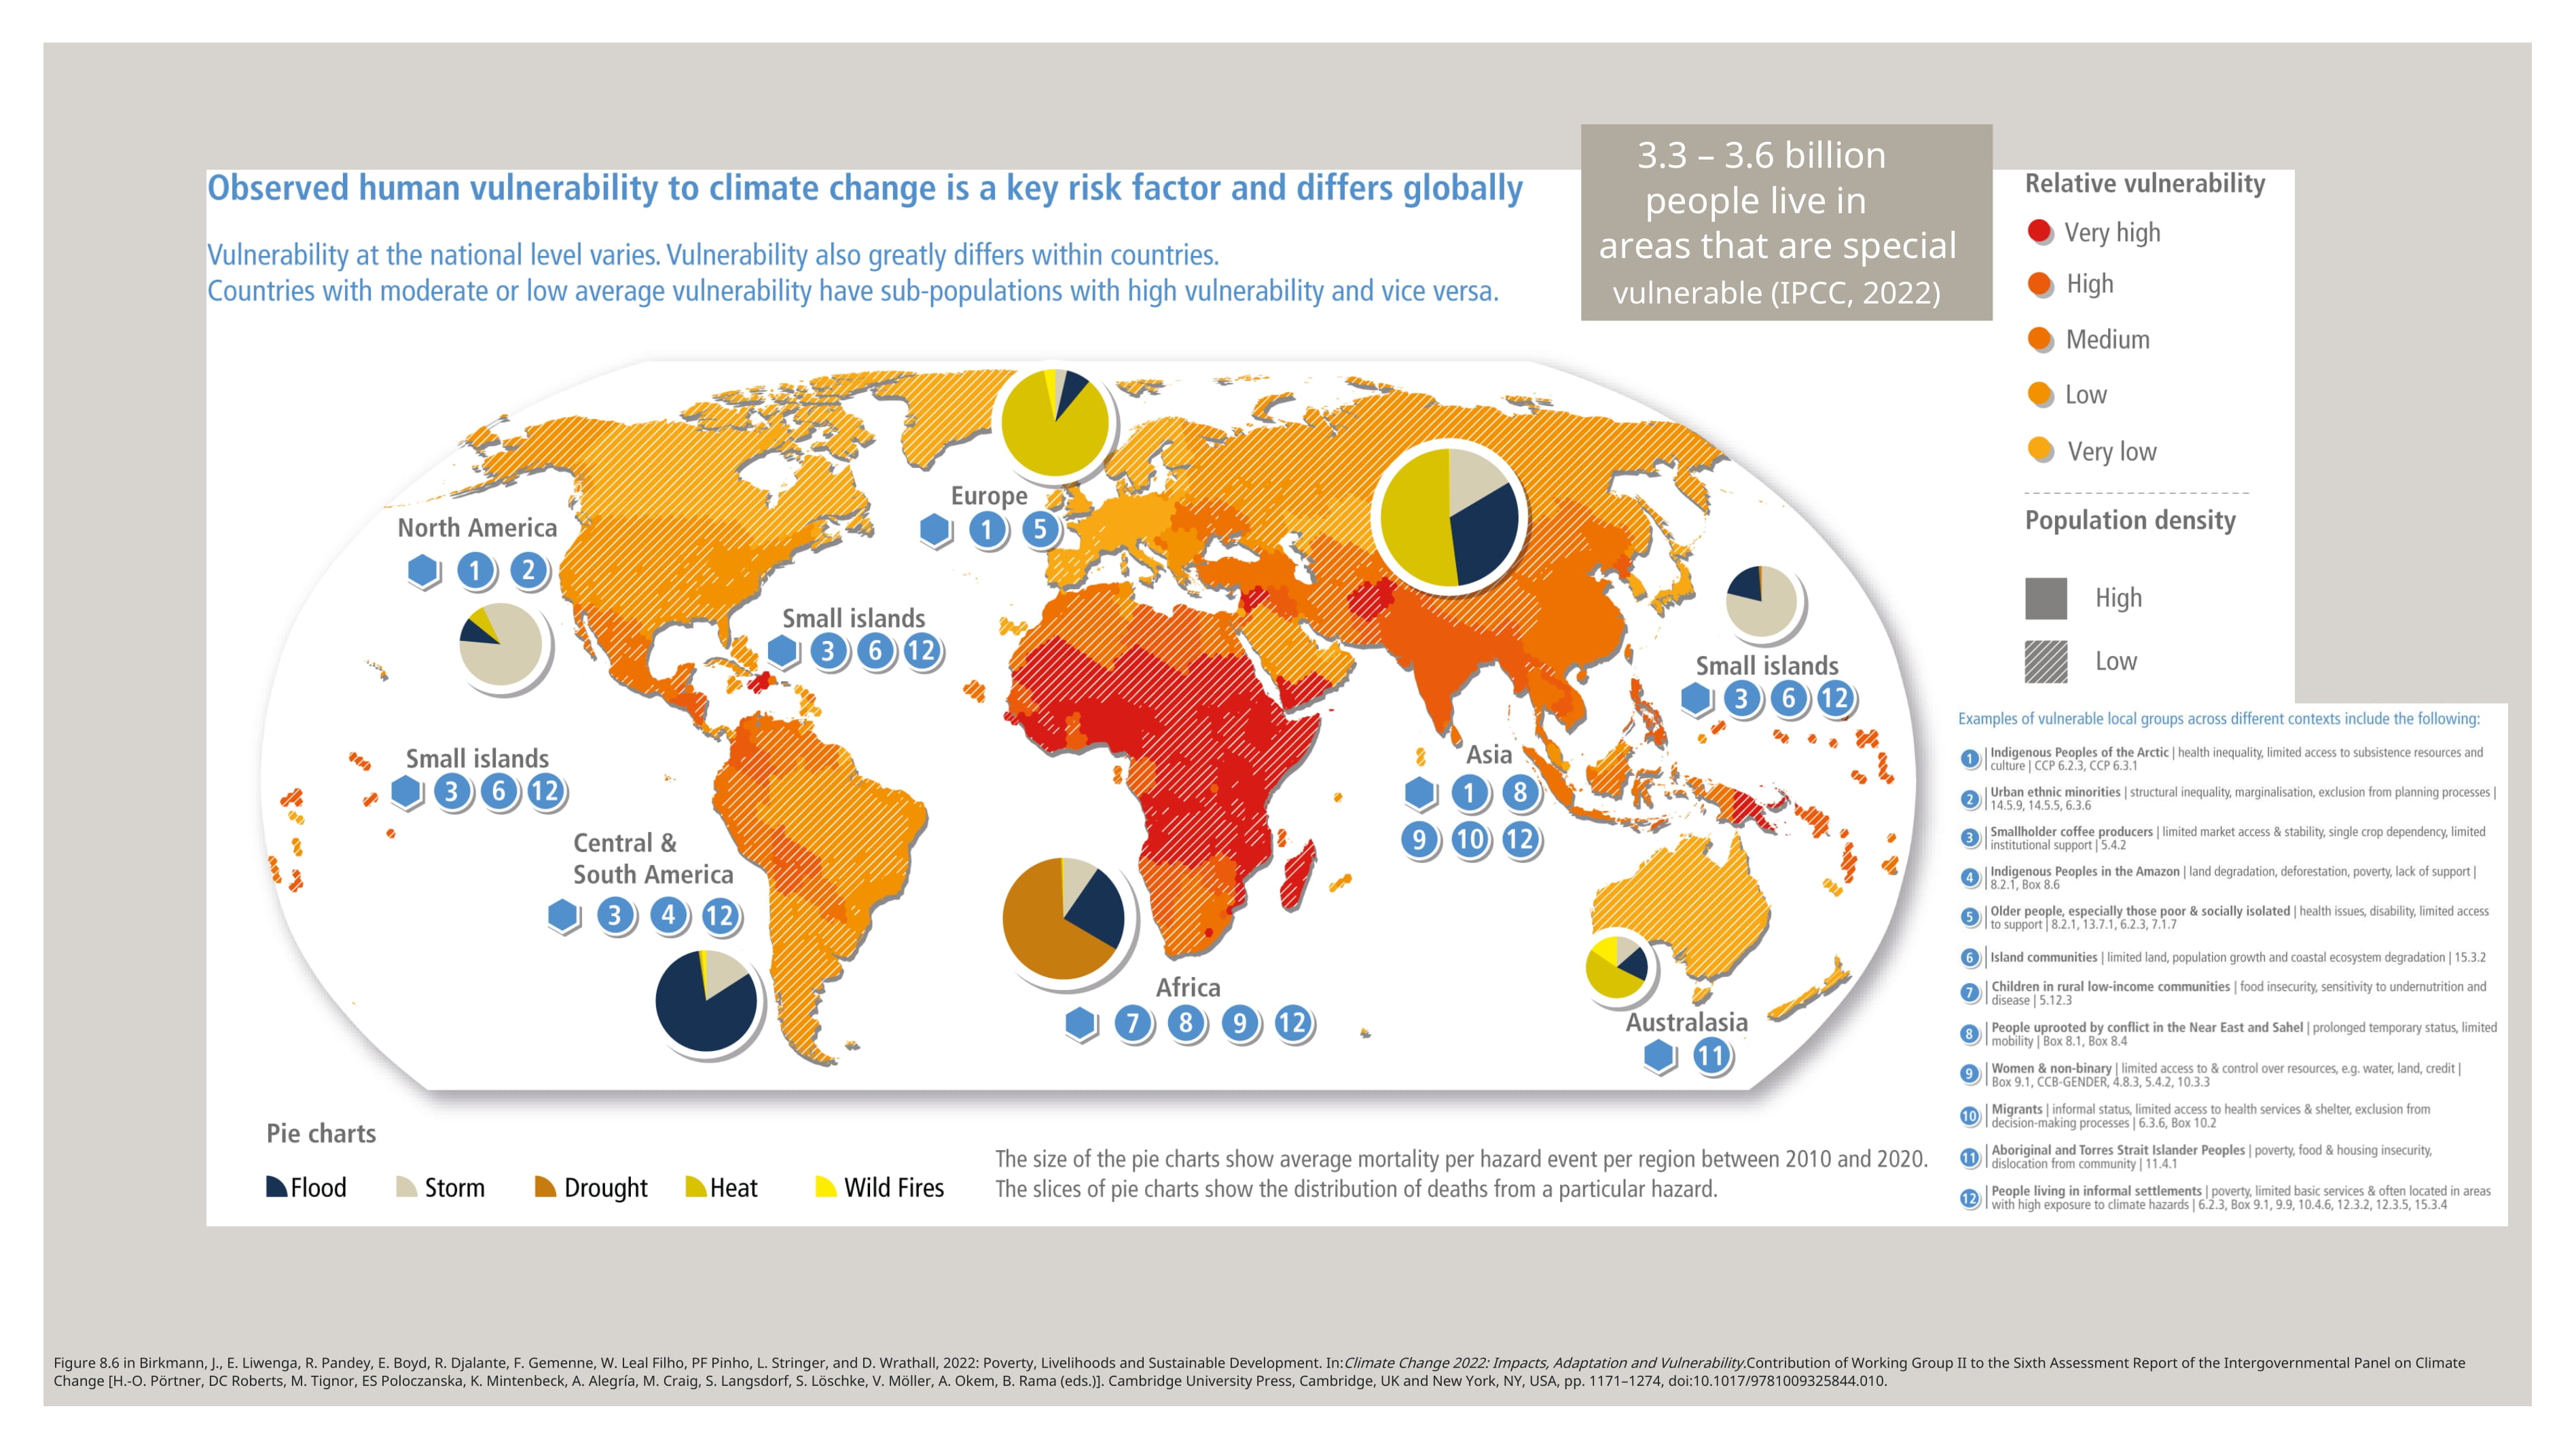 3.3 – 3.6 billion
people live in
areas that are special
vulnerable (IPCC, 2022)
Observed human vulnerability to climate change is a key risk factor and differs globally
Vulnerability at the national level varies. Vulnerability also greatly differs within countries.
Countries with moderate or low average vulnerability have sub-populations with high vulnerability and vice versa.
Relative vulnerability
Very high
High
Medium
Low
Very low
Population density
High
Low
Europe
1 5
North America
1 2
Small islands
3 6 12
Small islands
3 6 12
Small islands
3 6 12
Asia
1 8
9 10 12
Central &
South America
3 4 12
Africa
7 8 9 12
Australasia
11
Examples of vulnerable local groups across different contexts include the following:
1 | Indigenous Peoples of the Arctic | health inequality, limited access to subsistence resources and
culture | CCP 6.2.3, CCP 6.3.1
2 | Urban ethnic minorities | structural inequality, marginalisation, exclusion from planning processes |
14.5.9, 14.5.5, 6.3.6
3 | Smallholder coffee producers | limited market access & stability, single crop dependency, limited
institutional support | 5.4.2
4 | Indigenous Peoples in the Amazon | land degradation, deforestation, poverty, lack of support |
8.2.1, Box 8.6
5 | Older people, especially those poor & socially isolated | health issues, disability, limited access
to support | 8.2.1, 13.7.1, 6.2.3, 7.1.7
6 | Island communities | limited land, population growth and coastal ecosystem degradation | 15.3.2
7 | Children in rural low-income communities | food insecurity, sensitivity to undernutrition and
disease | 5.12.3
8 | People uprooted by conflict in the Near East and Sahel | prolonged temporary status, limited
mobility | Box 8.1, Box 8.4
9 | Women & non-binary | limited access to & control over resources, e.g. water, land, credit |
Box 9.1, CCB-GENDER, 4.8.3, 5.4.2, 10.3.3
10 | Migrants | informal status, limited access to health services & shelter, exclusion from
decision-making processes | 6.3.6, Box 10.2
11 | Aboriginal and Torres Strait Islander Peoples | poverty, food & housing insecurity,
dislocation from community | 11.4.1
12 | People living in informal settlements | poverty, limited basic services & often located in areas
with high exposure to climate hazards | 6.2.3, Box 9.1, 9.9, 10.4.6, 12.3.2, 12.3.5, 15.3.4
Pie charts
Flood Storm Drought Heat Wild Fires
The size of the pie charts show average mortality per hazard event per region between 2010 and 2020.
The slices of pie charts show the distribution of deaths from a particular hazard.
Figure 8.6 in Birkmann, J., E. Liwenga, R. Pandey, E. Boyd, R. Djalante, F. Gemenne, W. Leal Filho, PF Pinho, L. Stringer, and D. Wrathall, 2022: Poverty, Livelihoods and Sustainable Development. In:Climate Change 2022: Impacts, Adaptation and Vulnerability.Contribution of Working Group II to the Sixth Assessment Report of the Intergovernmental Panel on Climate
Change [H.-O. Pörtner, DC Roberts, M. Tignor, ES Poloczanska, K. Mintenbeck, A. Alegría, M. Craig, S. Langsdorf, S. Löschke, V. Möller, A. Okem, B. Rama (eds.)]. Cambridge University Press, Cambridge, UK and New York, NY, USA, pp. 1171–1274, doi:10.1017/9781009325844.010.